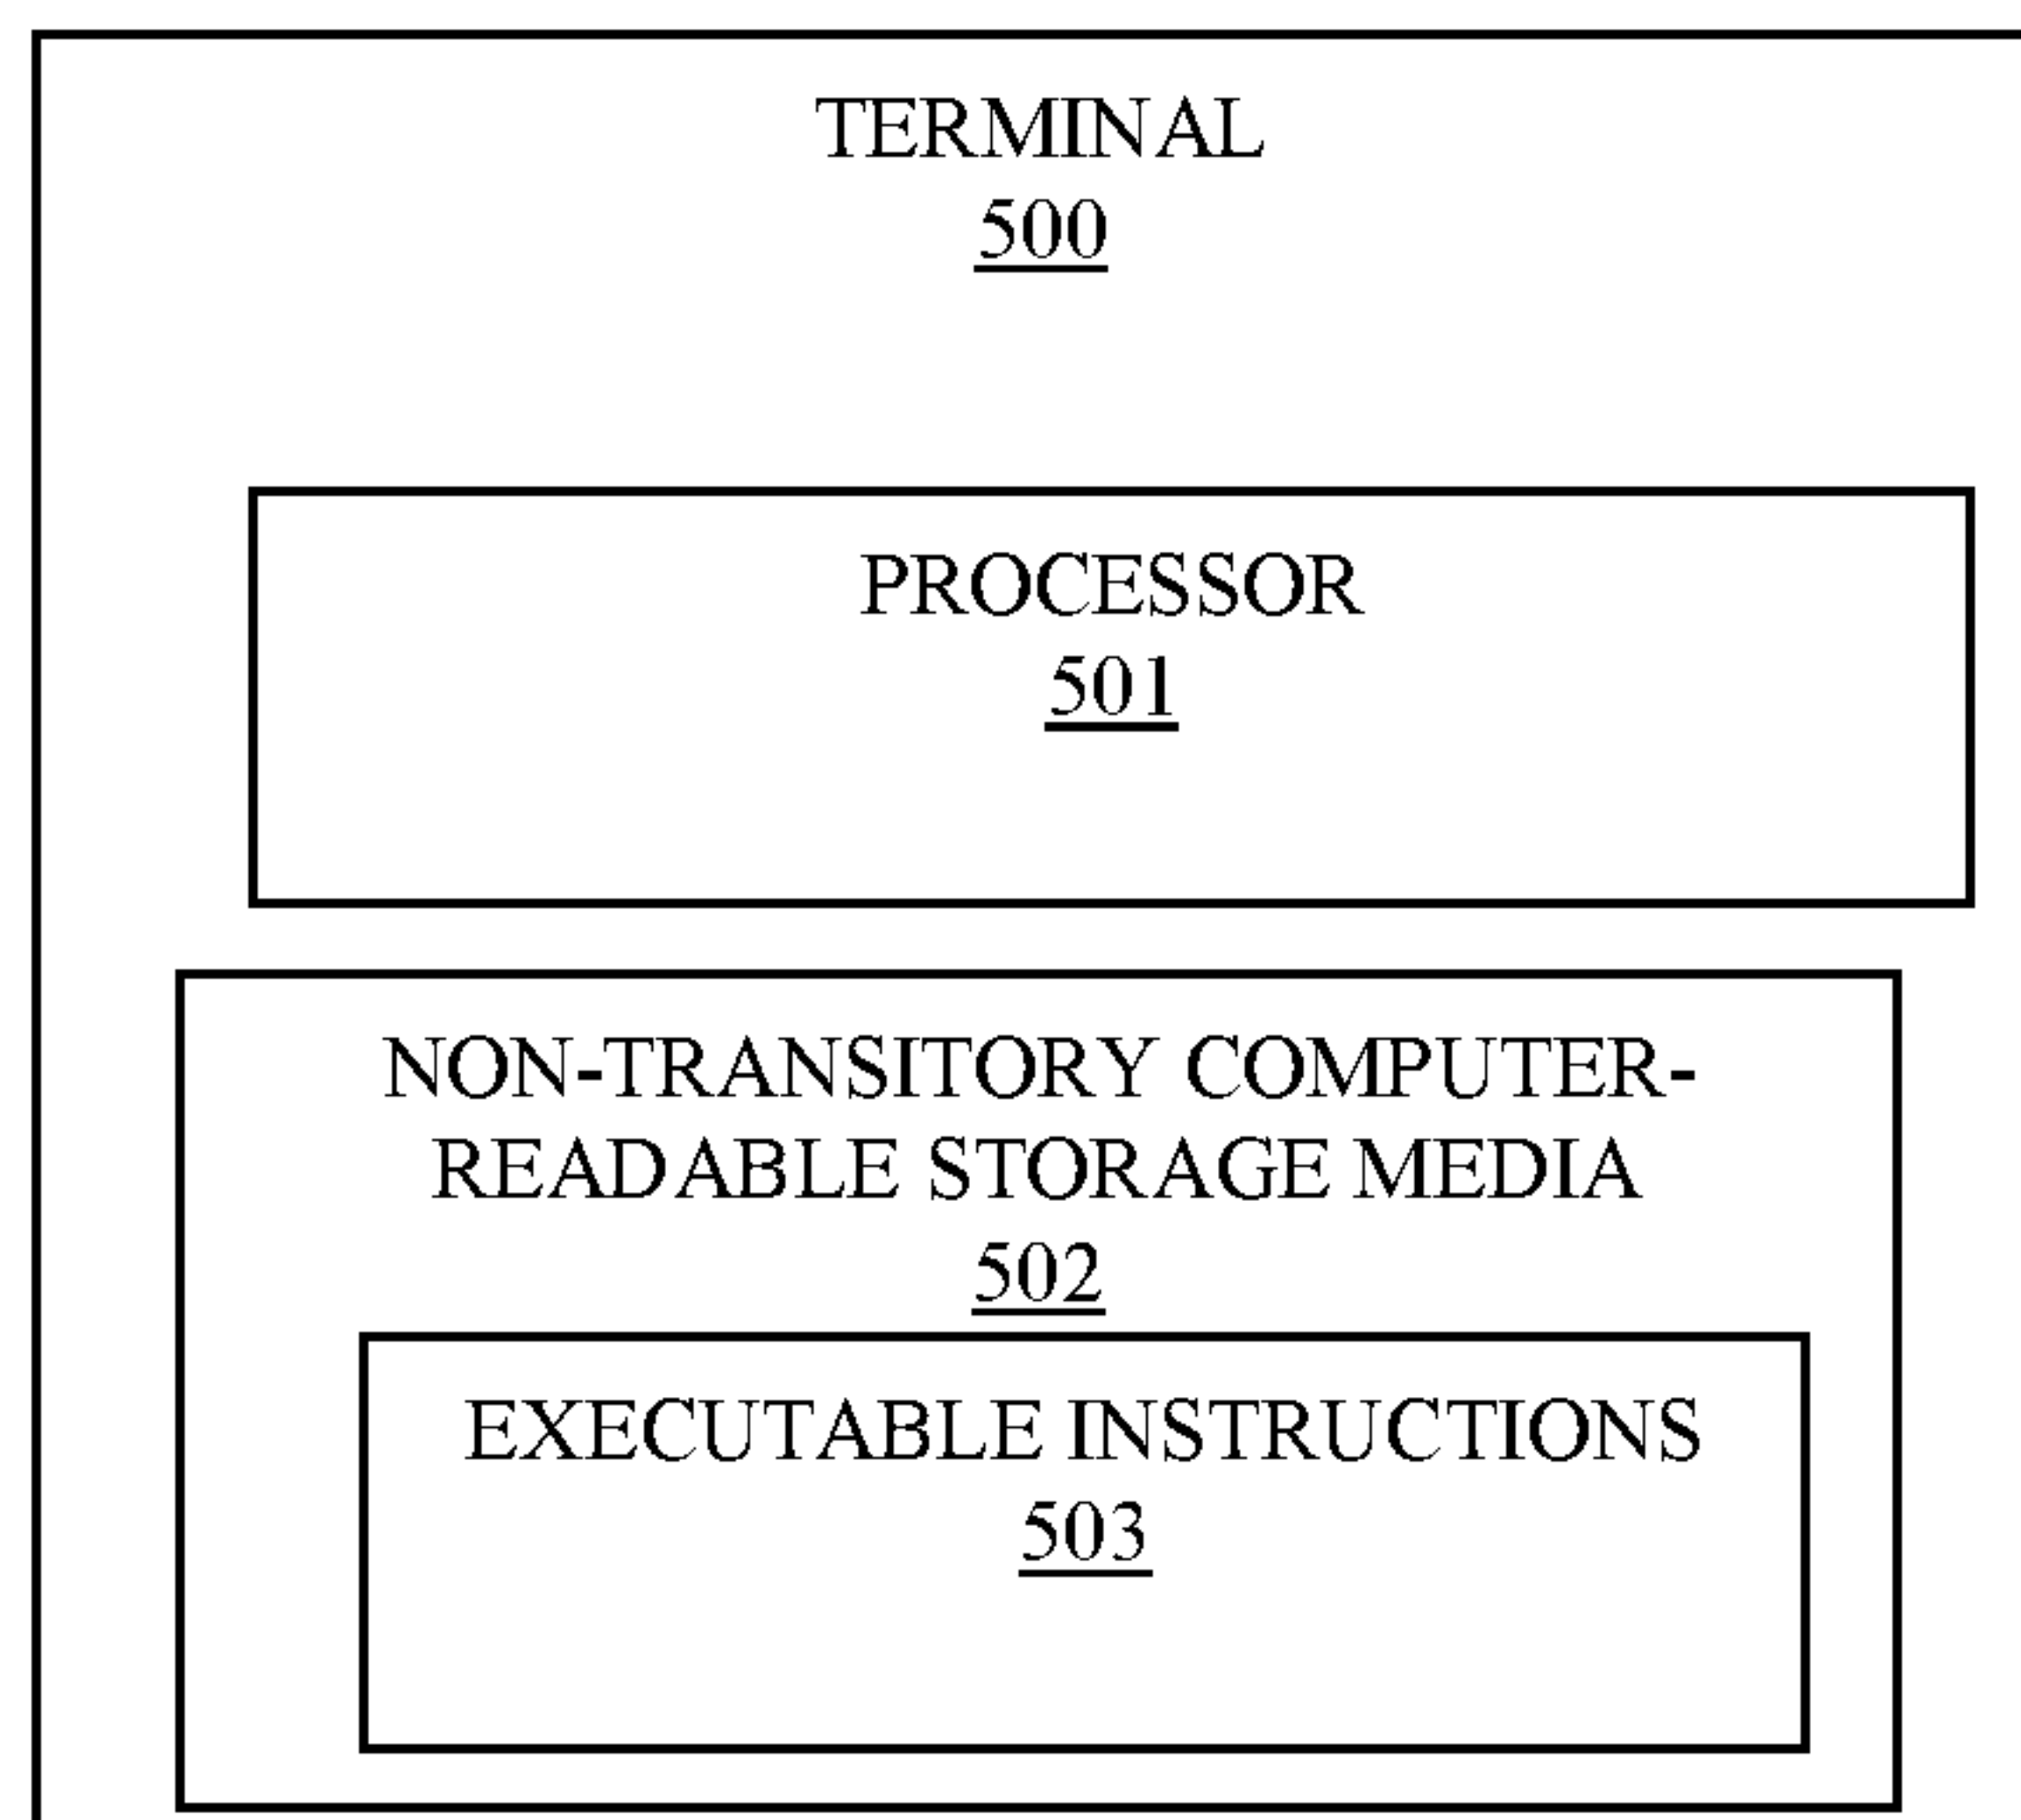 TERMINAL
500
PROCESSOR
501
NON-TRANSITORY COMPUTER-
READABLE STORAGE MEDIA
502
EXECUTABLE INSTRUCTIONS
503